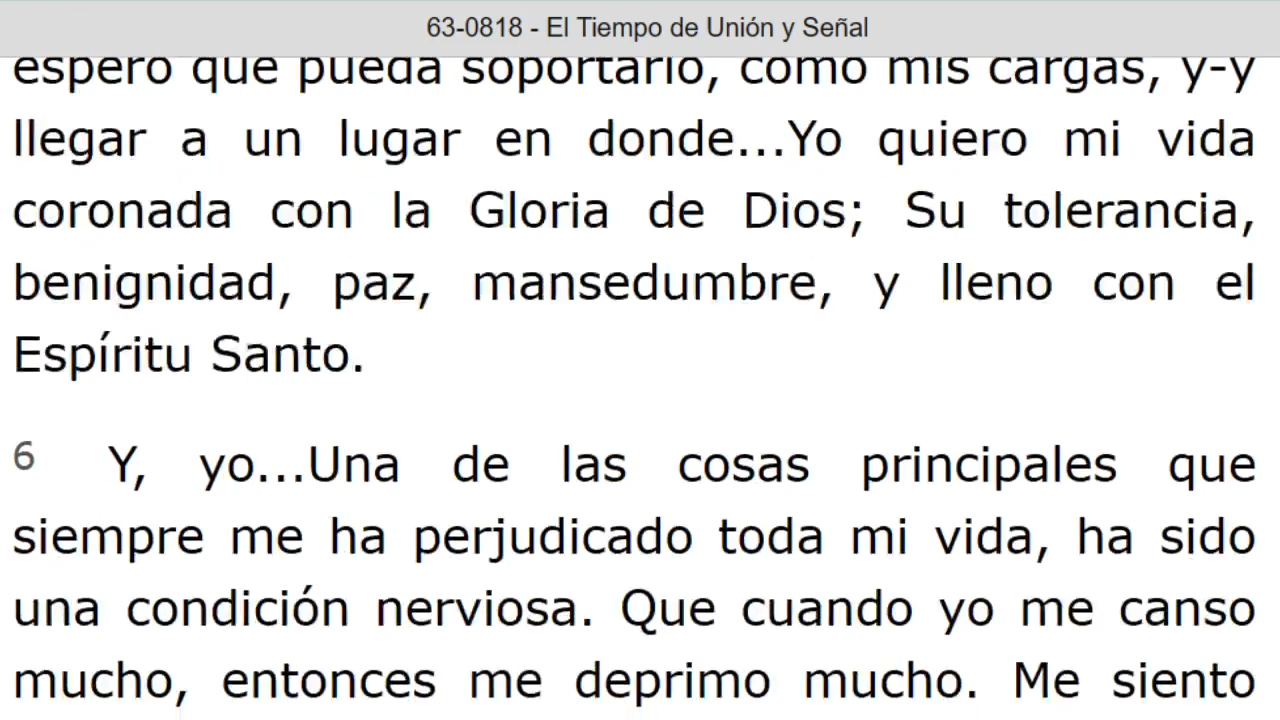 63-0818 - El Tiempo de Unión y Señal
espero que pueda soportarlo, como mis cargas, y-y
llegar a un lugar en donde...Yo quiero mi vida
coronada con la Gloria de Dios; Su tolerancia,
benignidad, paz, mansedumbre, y lleno con el
Espíritu Santo.
6 Y, yo...Una de las cosas principales que
siempre me ha perjudicado toda mi vida, ha sido
una condición nerviosa. Que cuando yo me canso
mucho, entonces me deprimo mucho. Me siento